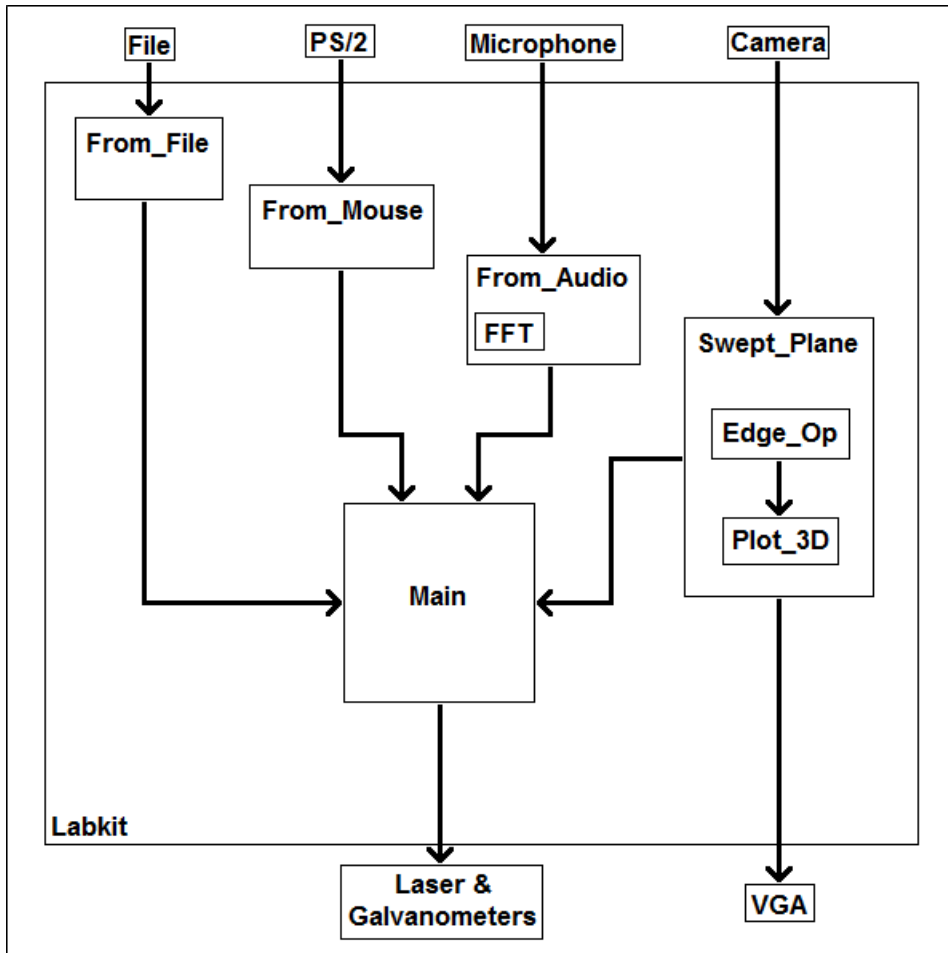 File
PS/2
Microphone
Camera
From_File
From_Mouse
From_Audio
FFT
Swept_Plane
Edge_Op
Plot_3D
Main
Labkit
Laser &
Galvanometers
VGA